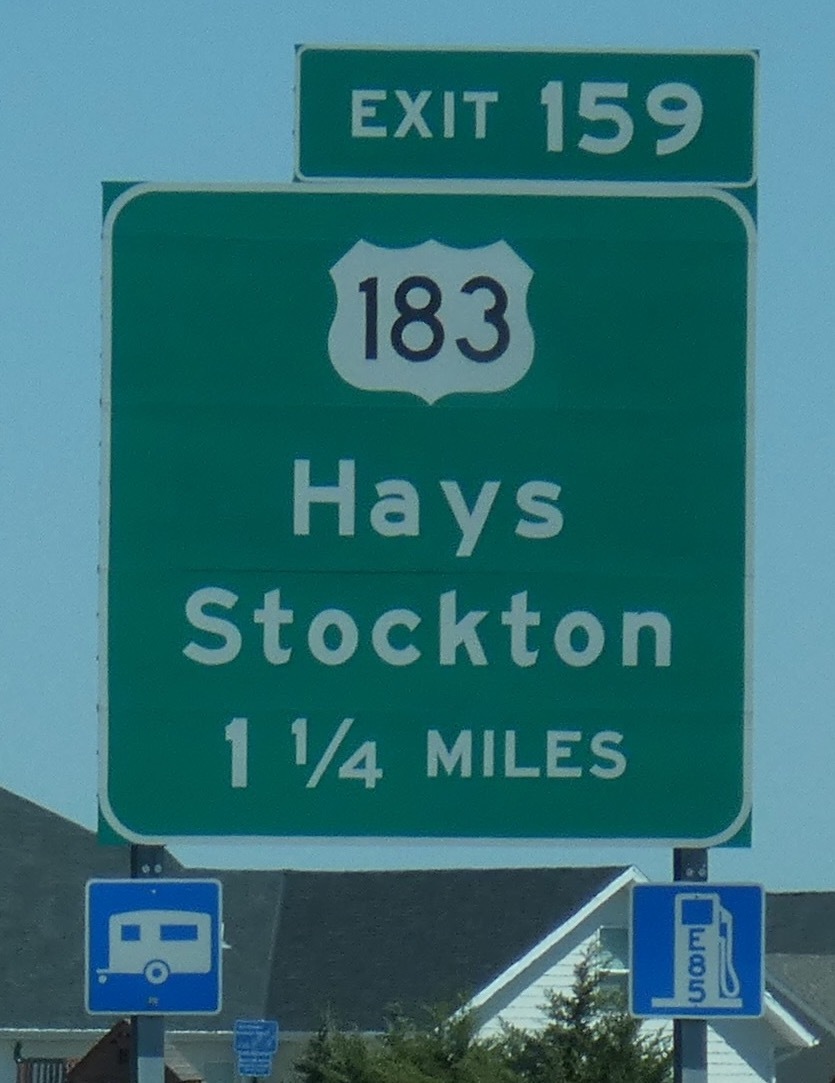 EXIT 159
183
Hays
Stockton
1 1/4 MILES
E85